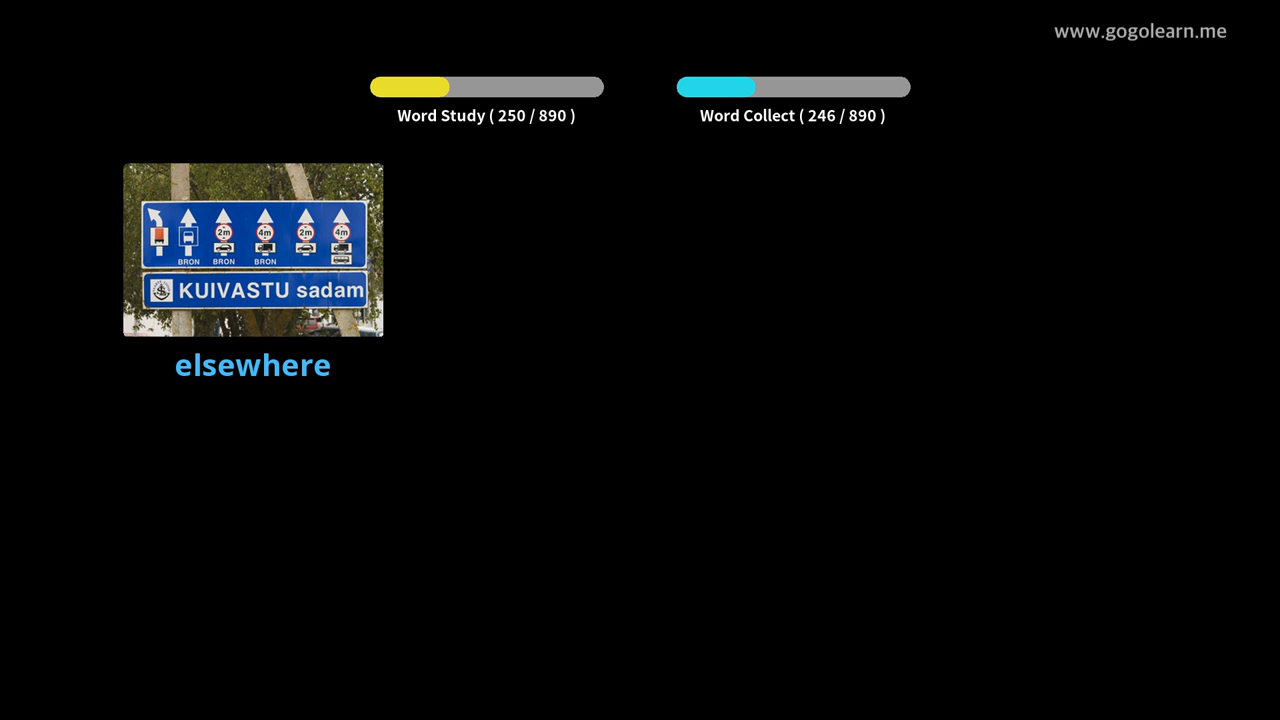 www.gogolearn.me
Word Study ( 250 / 890 )
Word Collect ( 246 / 890 )
2m 4m 2m 4m
BRON BRON BRON
KUIVASTU sadam
elsewhere